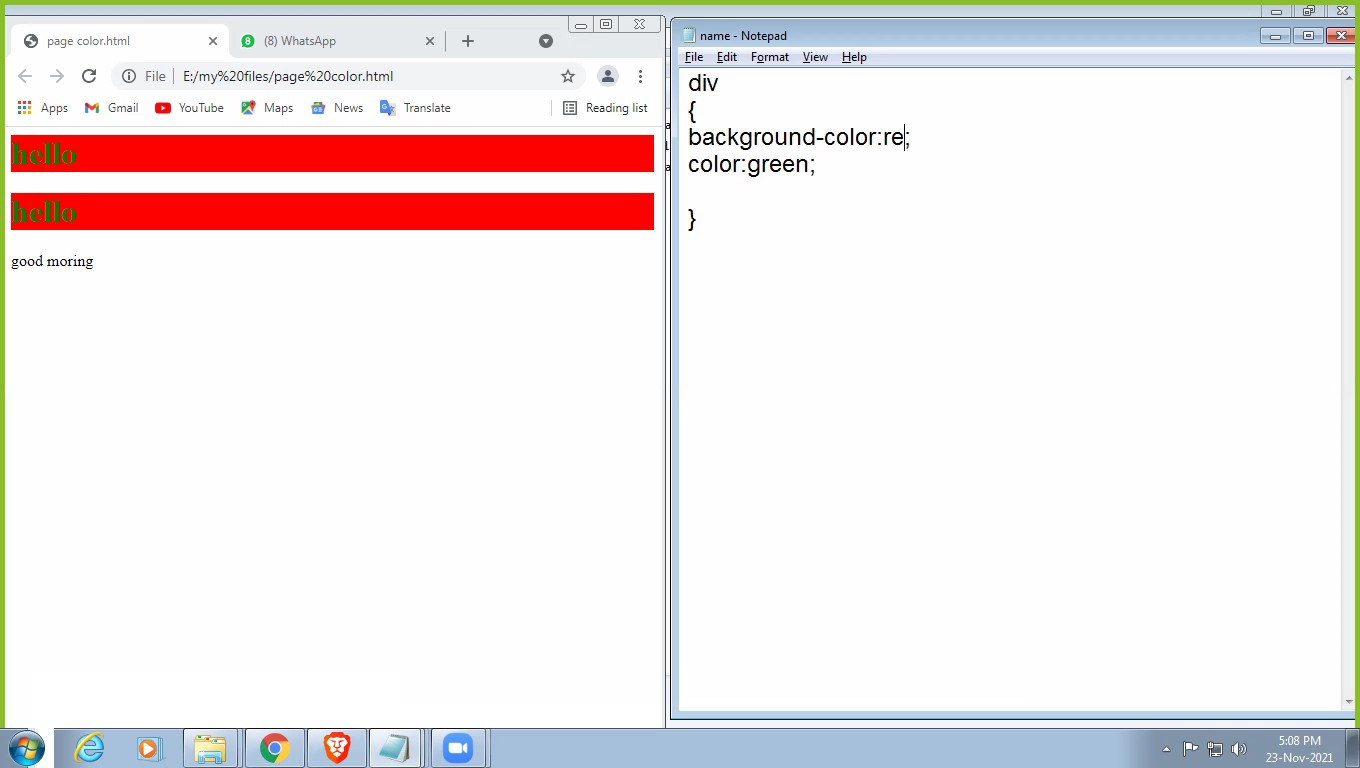 page color.html
(8) WhatsApp
File
E:/my%20files/page%20color.html
Apps
Gmail
YouTube
Maps
News
Translate
Reading list
hello
hello
good moring
name - Notepad
File Edit Format View Help
div
{
background-color:re;
color:green;
}
5:08 PM
23-Nov-2021